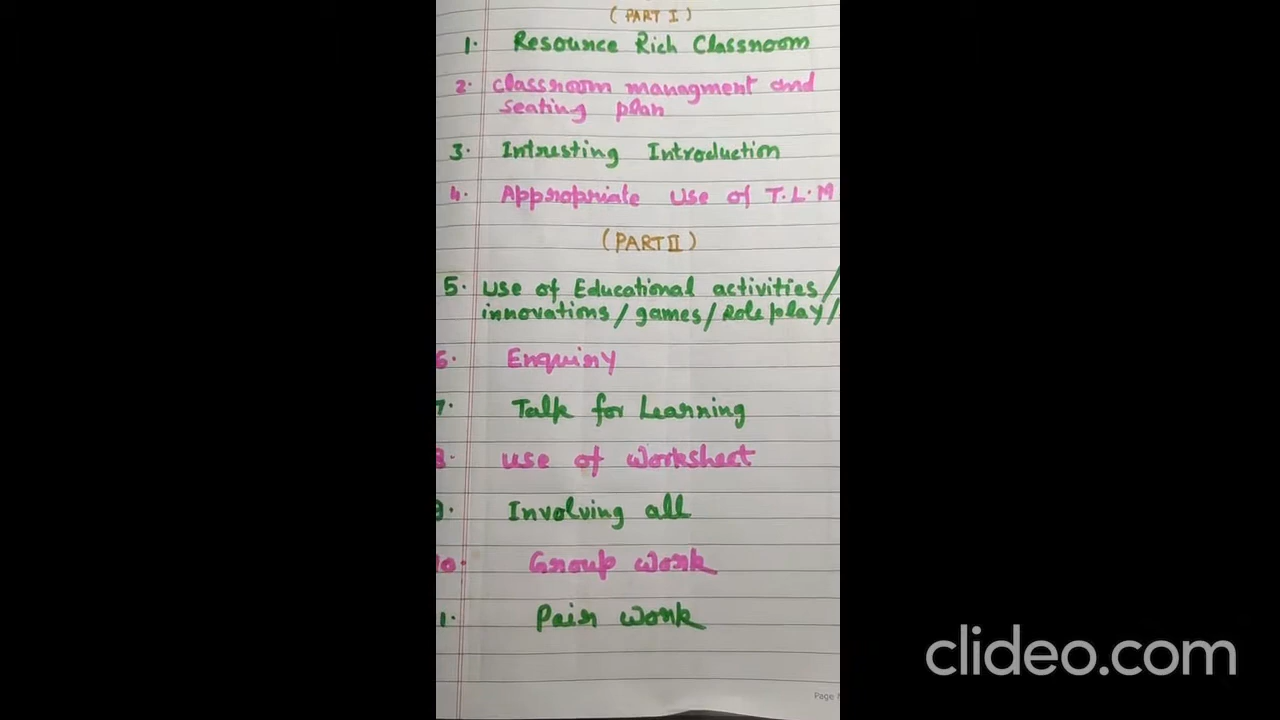 (PART I)
1. Resource Rich Classroom
2. Classroom managment and
seating plan
3. Intresting Introduction
4. Appropriate use of T.L.M
(PART II)
5. Use of Educational activities/
innovations/games/Role play/
6. Enquiry
7. Talk for Learning
8. Use of Worksheet
9. Involving all
10. Group work
1. Pair work
Page
clideo.com